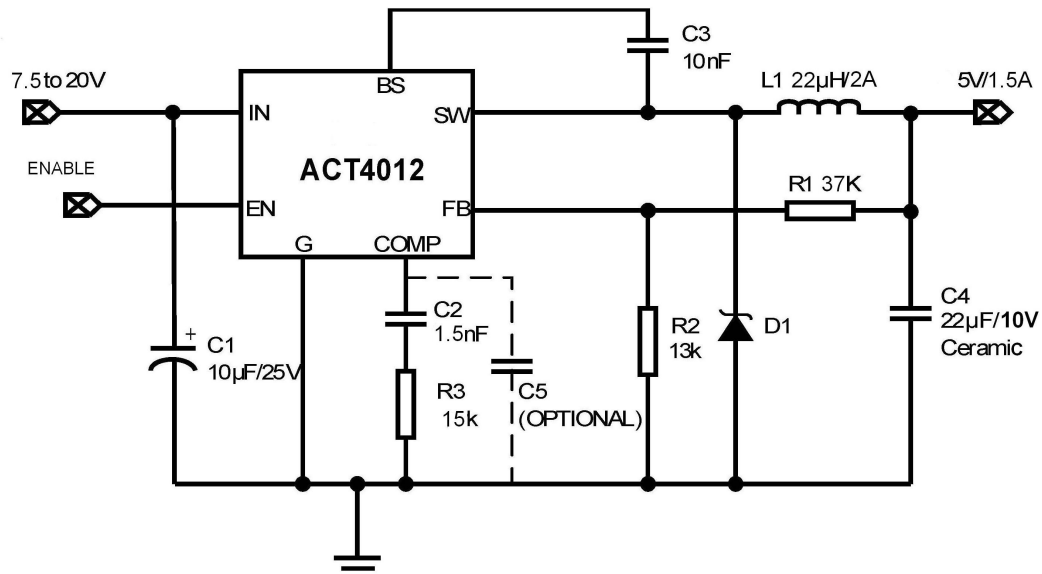 C3
10nF
7.5 to 20V
BS
L1 22µH/2A
5V/1.5A
IN
SW
ENABLE
ACT4012
R1 37K
EN
FB
G
COMP
C2
1.5nF
C4
22µF/10V
Ceramic
R2
13k
D1
+
C1
10µF/25V
R3
15k
C5
(OPTIONAL)